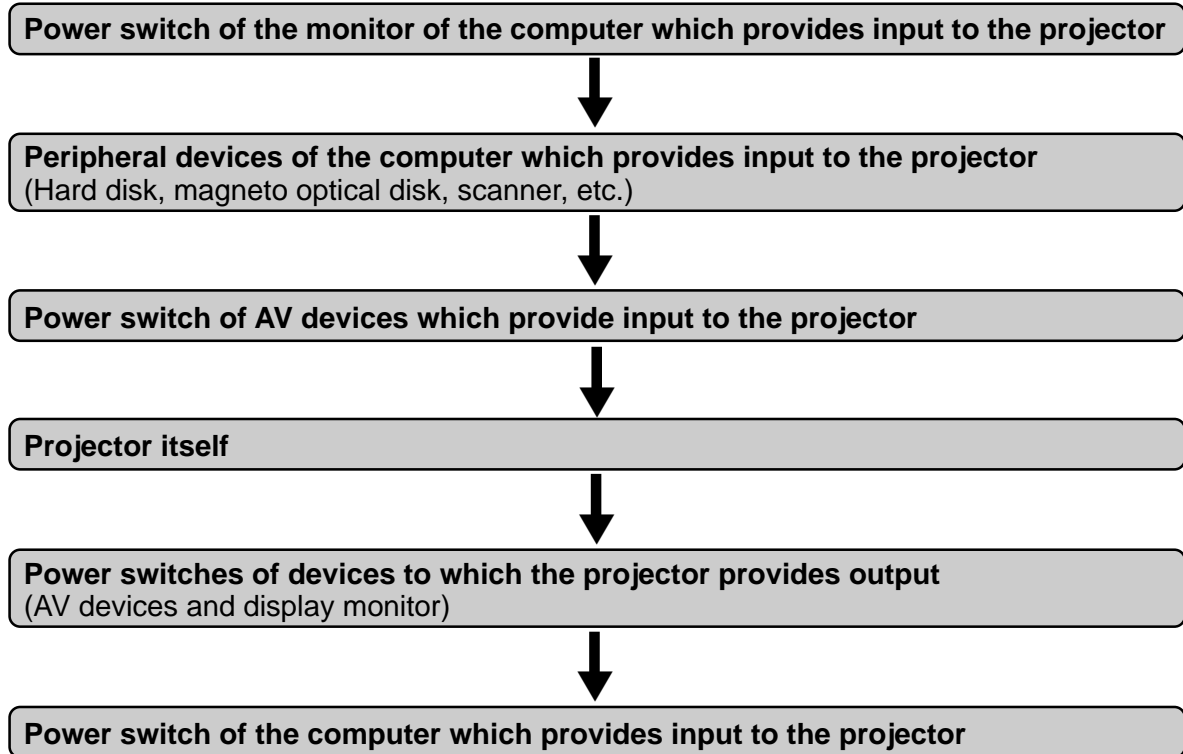 Power switch of the monitor of the computer which provides input to the projector
Peripheral devices of the computer which provides input to the projector
(Hard disk, magneto optical disk, scanner, etc.)
Power switch of AV devices which provide input to the projector
Projector itself
Power switches of devices to which the projector provides output
(AV devices and display monitor)
Power switch of the computer which provides input to the projector